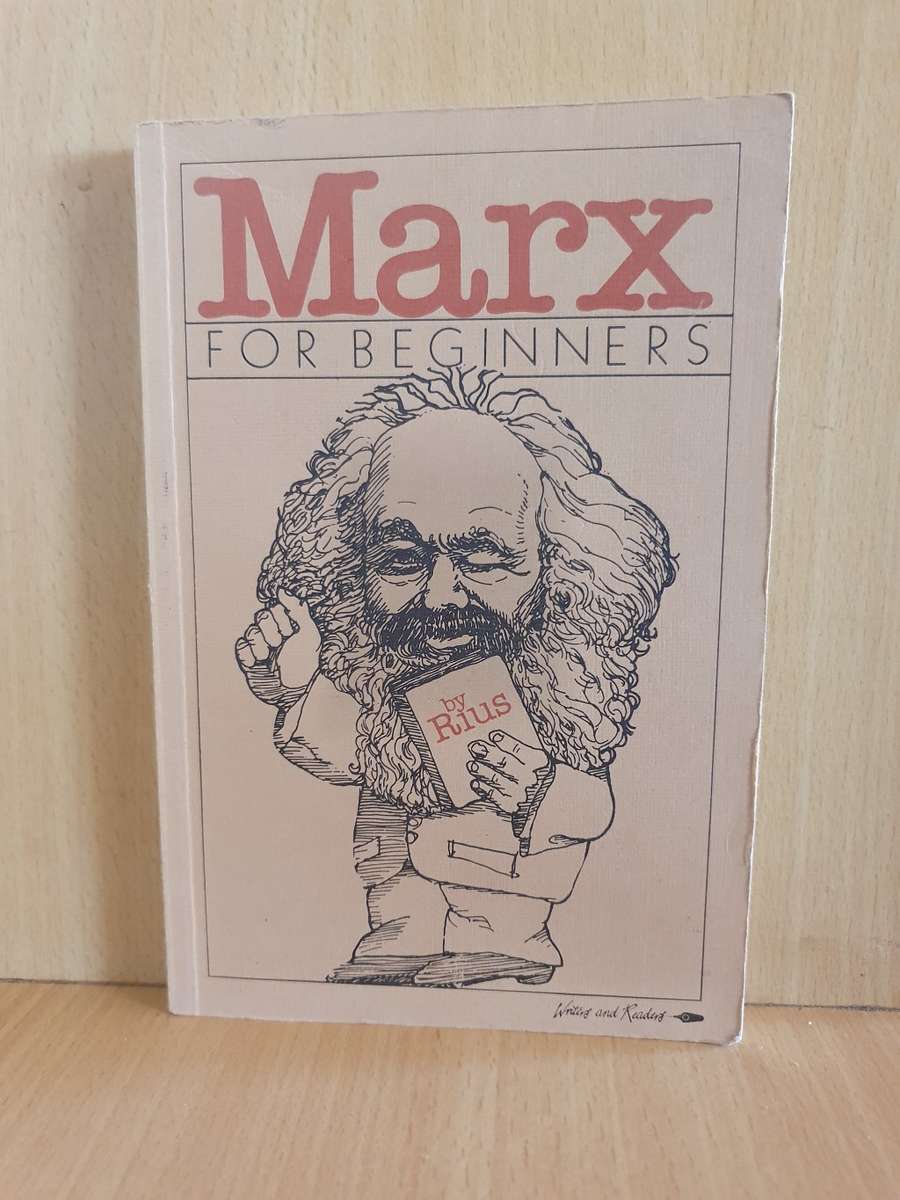 Marx
FOR BEGINNERS
by
Rius
Writers and Readers